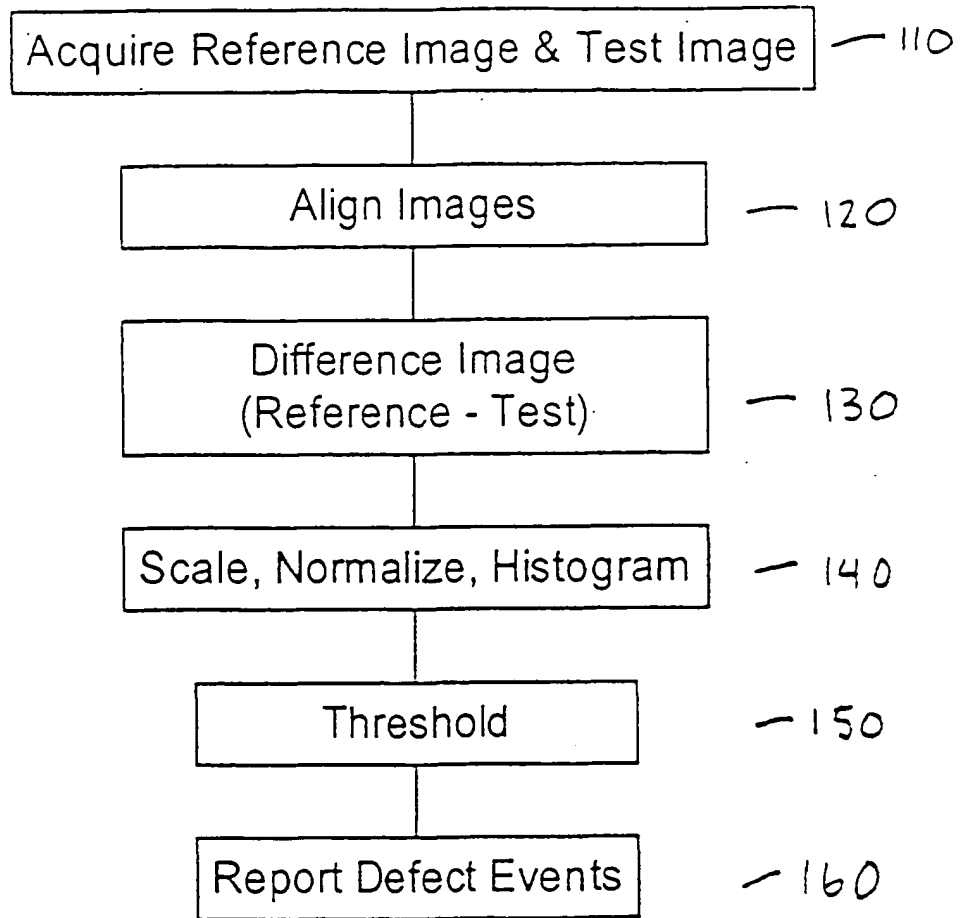 Acquire Reference Image & Test Image 110
Align Images 120
Difference Image
(Reference - Test) 130
Scale, Normalize, Histogram 140
Threshold 150
Report Defect Events 160